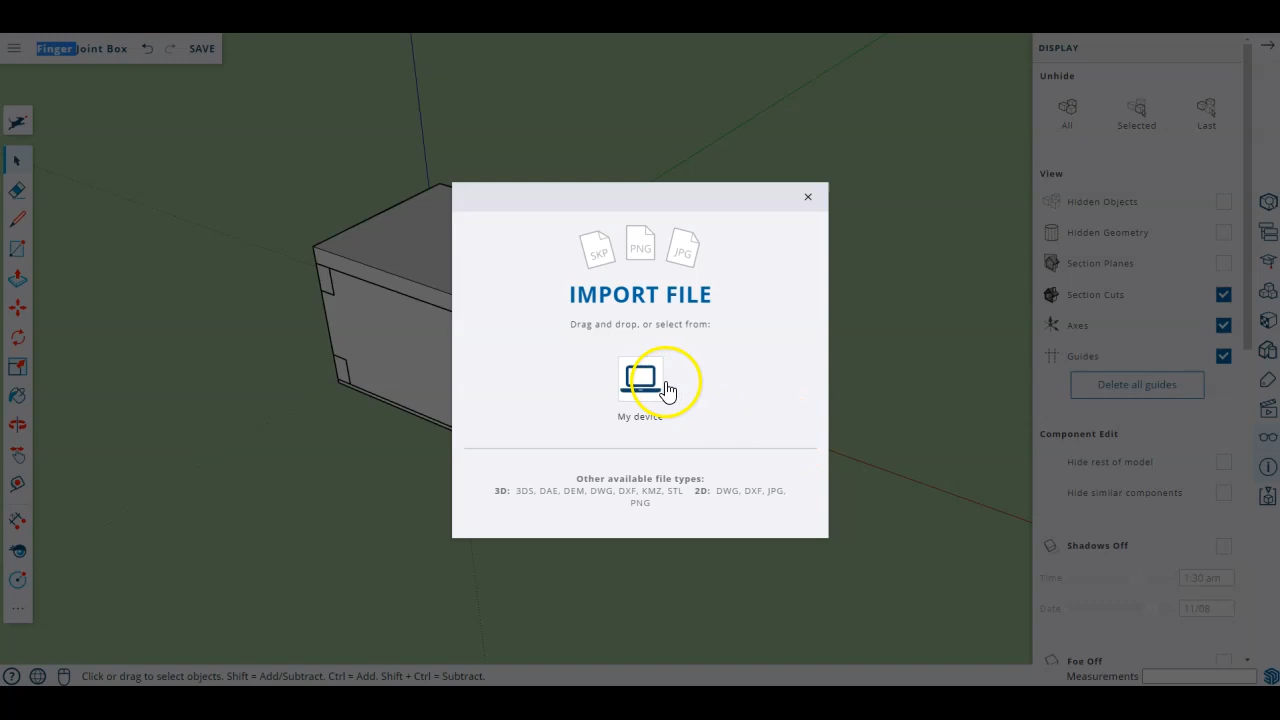 Finger Joint Box
SAVE
SKP
PNG
JPG
IMPORT FILE
Drag and drop, or select from:
My device
Other available file types:
3D: 3DS, DAE, DEM, DWG, DXF, KMZ, STL 2D: DWG, DXF, JPG,
PNG
DISPLAY
Unhide
All
Selected
Last
View
Hidden Objects
Hidden Geometry
Section Planes
Section Cuts
Axes
Guides
Delete all guides
Component Edit
Hide rest of model
Hide similar components
Shadows Off
Time
1:30 am
Date
11/08
Fog Off
Click or drag to select objects. Shift = Add/Subtract. Ctrl = Add. Shift + Ctrl = Subtract.
Measurements